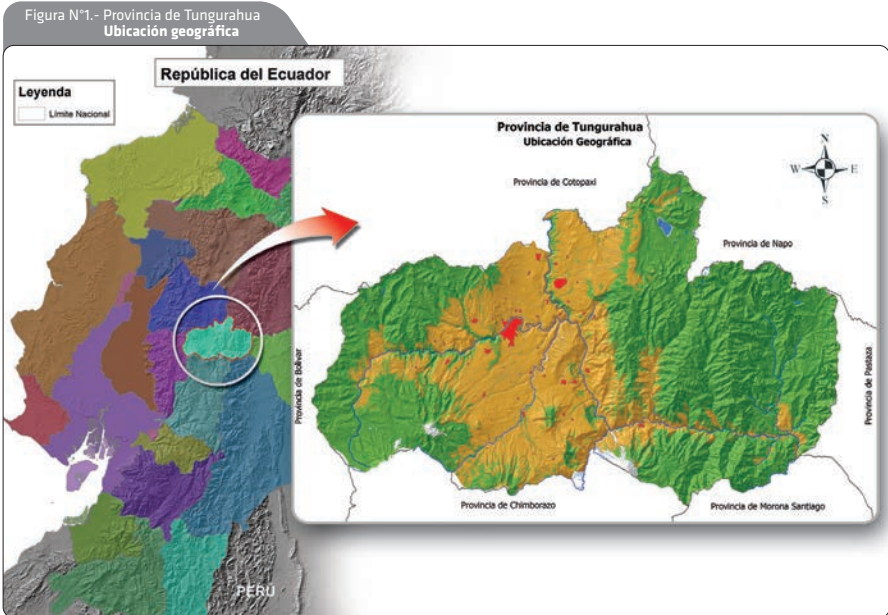 Figura N°1.- Provincia de Tungurahua
Ubicación geográfica
República del Ecuador
Leyenda
Límite Nacional
Provincia de Tungurahua
Ubicación Geográfica
N
W
E
S
Provincia de Cotopaxi
Provincia de Napo
Provincia de Bolívar
Provincia de Pastaza
Provincia de Chimborazo
Provincia de Morona Santiago
PERÚ